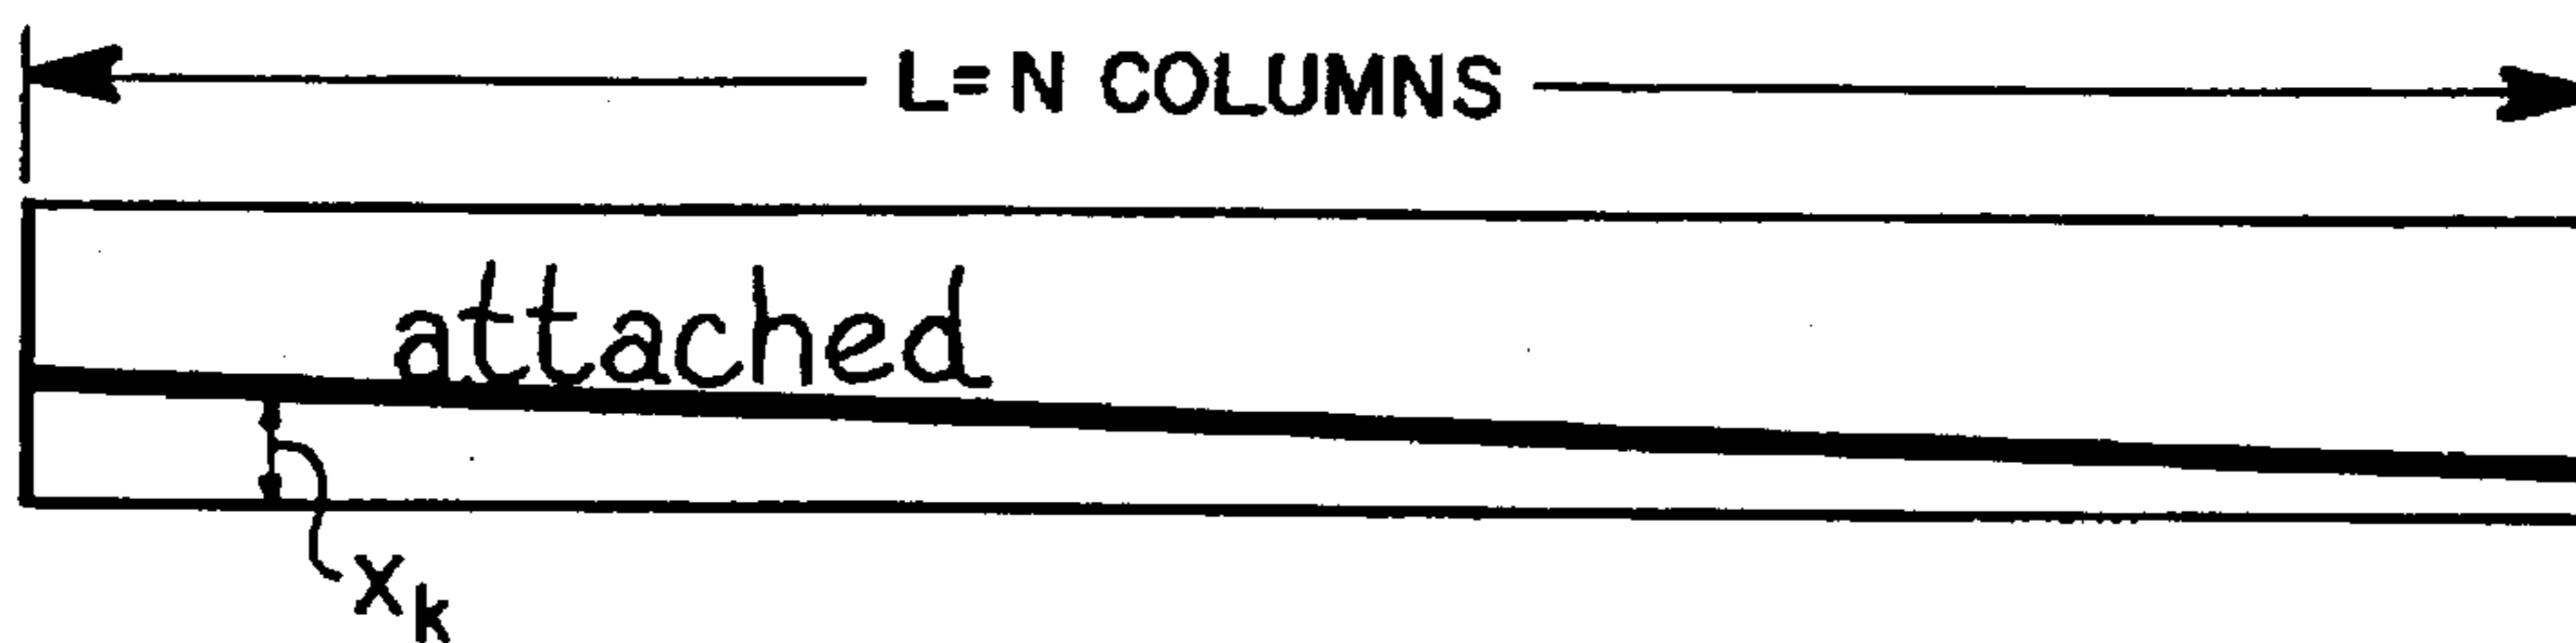 L= N COLUMNS
attached
xk